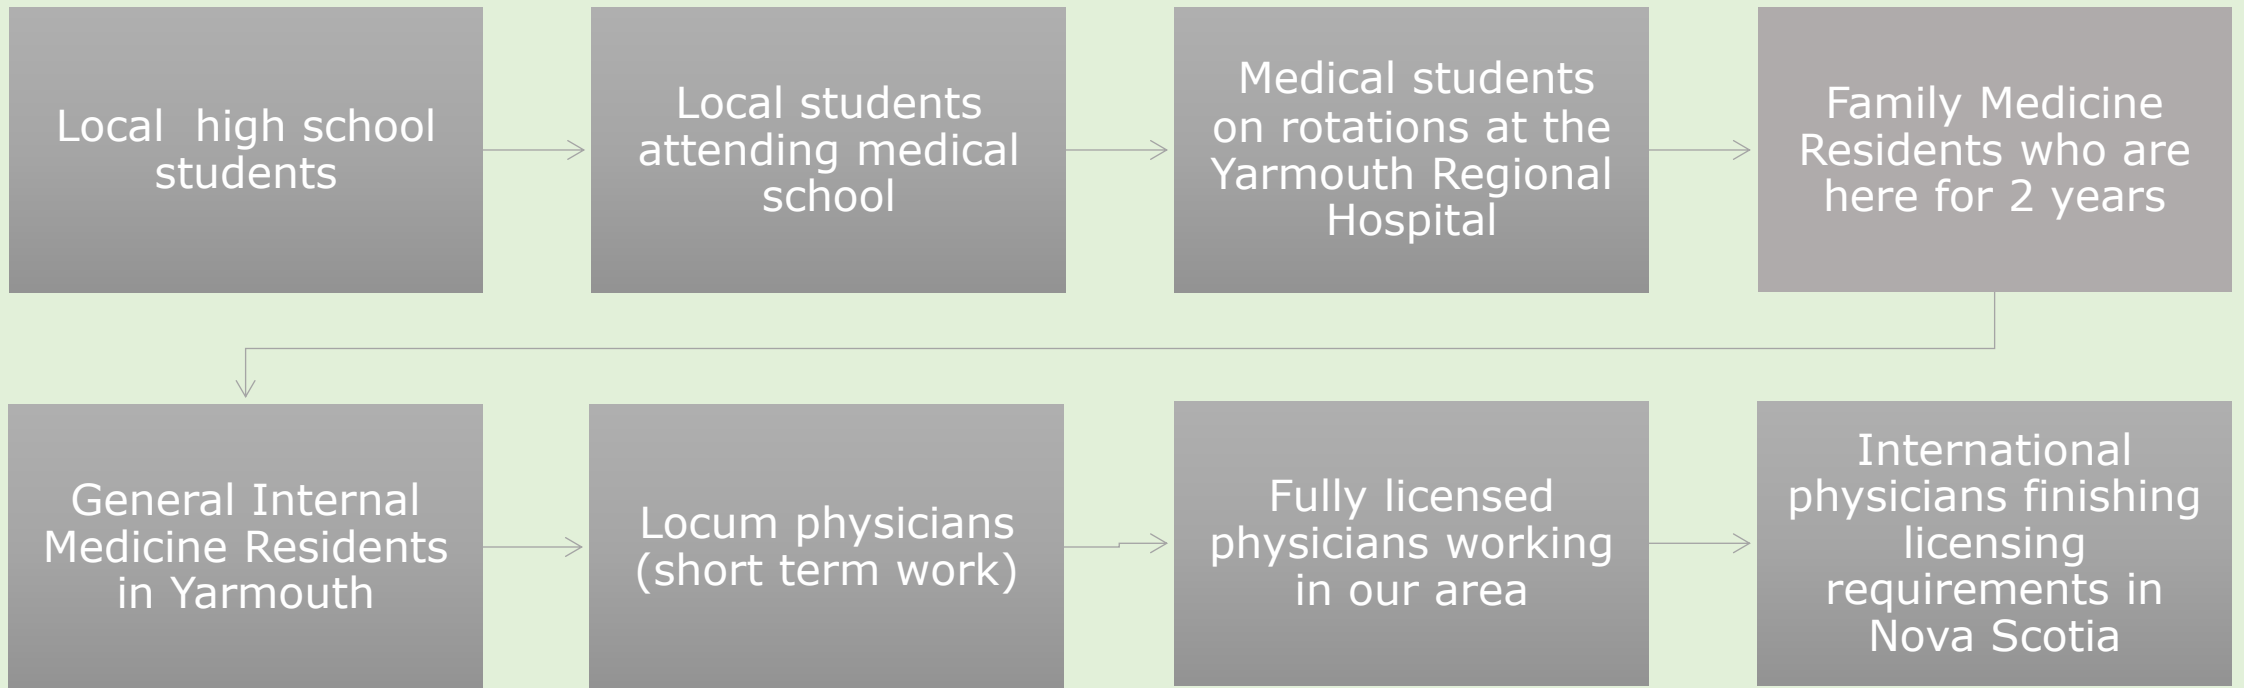 Local  high school
students
Local students
attending medical
school
Medical students
on rotations at the
Yarmouth Regional
Hospital
Family Medicine
Residents who are
here for 2 years
General Internal
Medicine Residents
in Yarmouth
Locum physicians
(short term work)
Fully licensed
physicians working
in our area
International
physicians finishing
licensing
requirements in
Nova Scotia